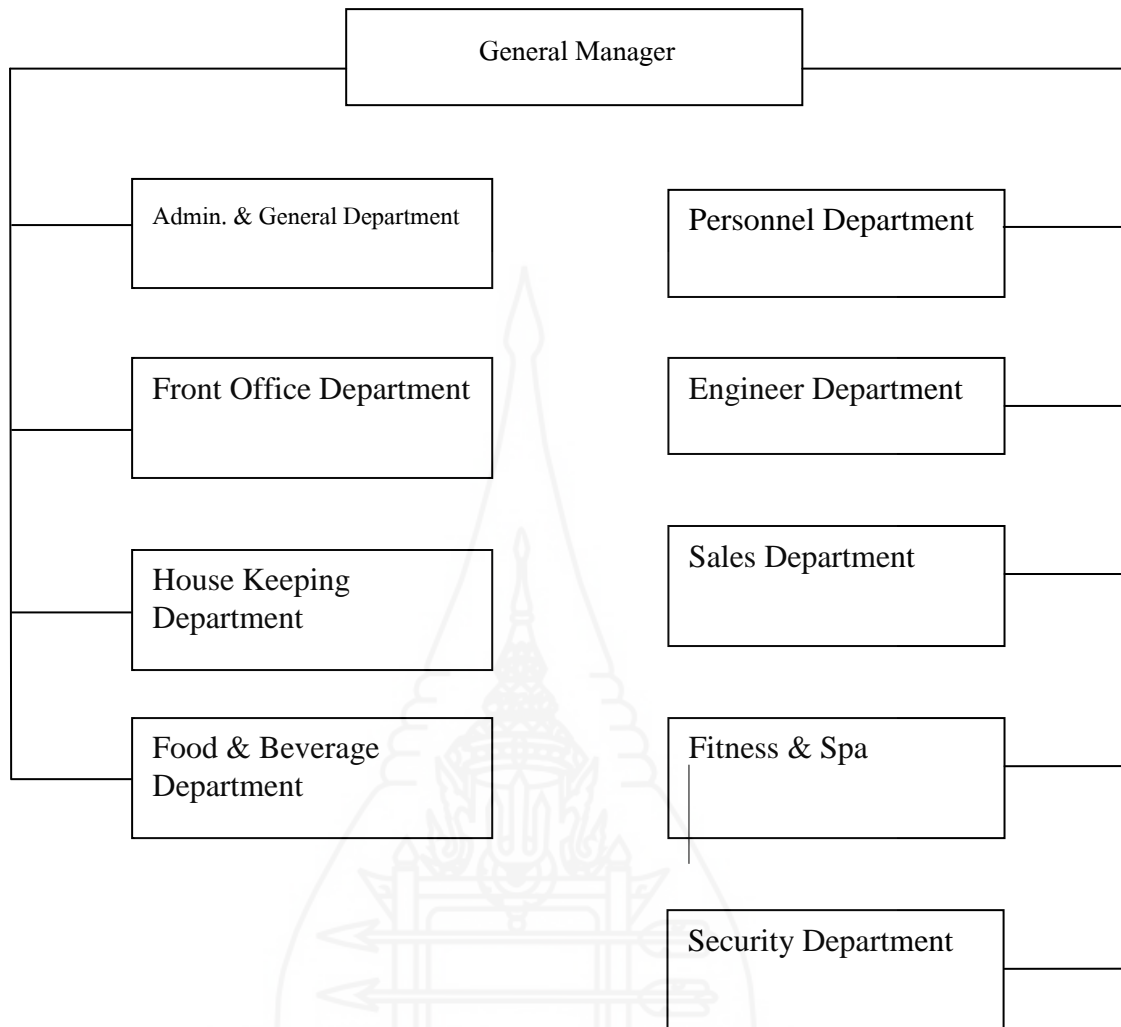 General Manager
Admin. & General Department
Personnel Department
Front Office Department
Engineer Department
House Keeping
Department
Sales Department
Food & Beverage
Department
Fitness & Spa
Security Department